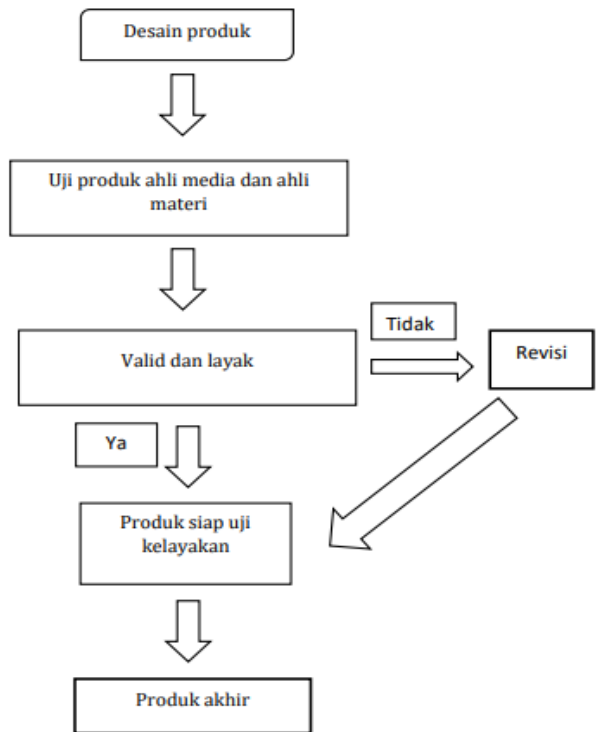 Desain produk
Uji produk ahli media dan ahli
materi
Valid dan layak
Tidak
Revisi
Ya
Produk siap uji
kelayakan
Produk akhir